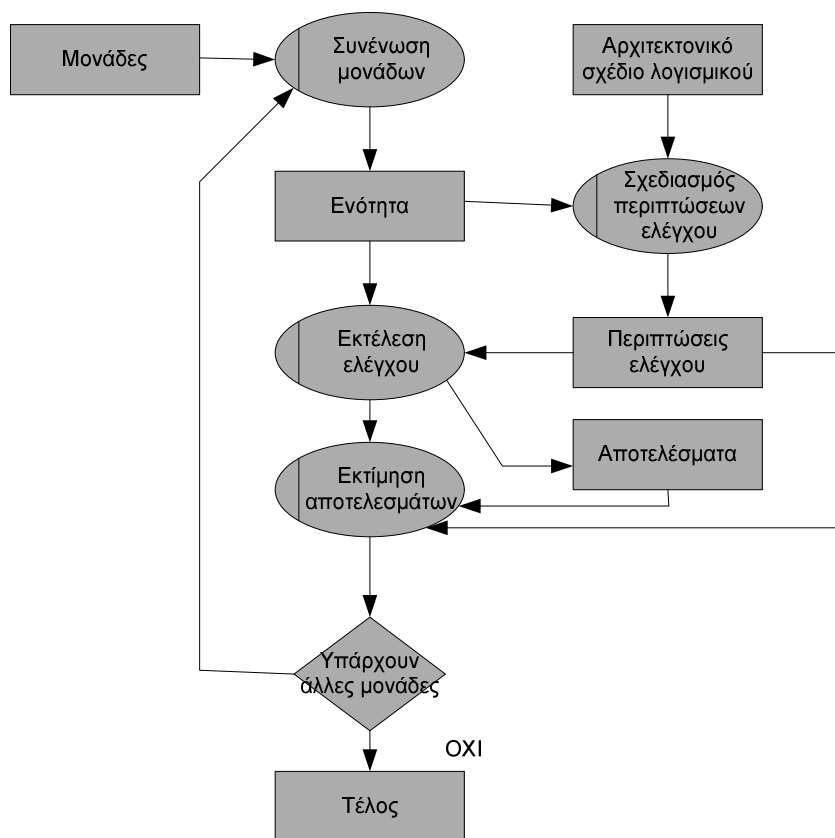 Μονάδες
Συνένωση
μονάδων
Αρχιτεκτονικό
σχέδιο λογισμικού
Ενότητα
Σχεδιασμός
περιπτώσεων
ελέγχου
Εκτέλεση
ελέγχου
Περιπτώσεις
ελέγχου
Αποτελέσματα
Εκτίμηση
αποτελεσμάτων
Υπάρχουν
άλλες μονάδες
ΟΧΙ
Τέλος